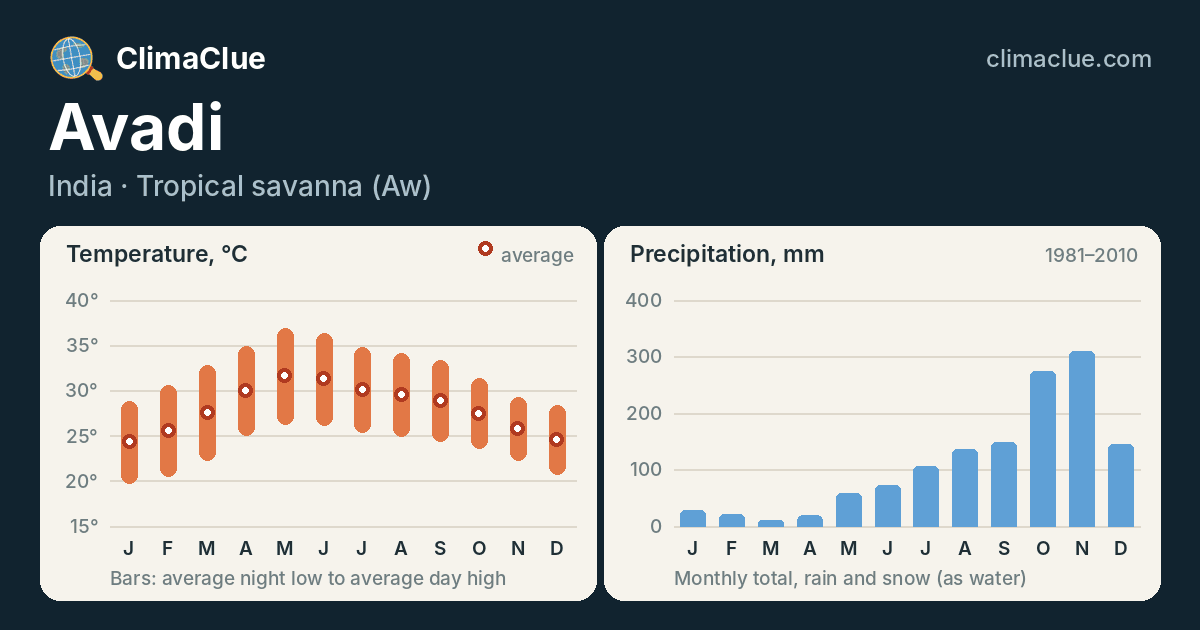 ClimaClue
climaclue.com
Avadi
India · Tropical savanna (Aw)
Temperature, °C
average
40°
35°
30°
25°
20°
15°
J F M A M J J A S O N D
Bars: average night low to average day high
Precipitation, mm
1981–2010
400
300
200
100
0
J F M A M J J A S O N D
Monthly total, rain and snow (as water)